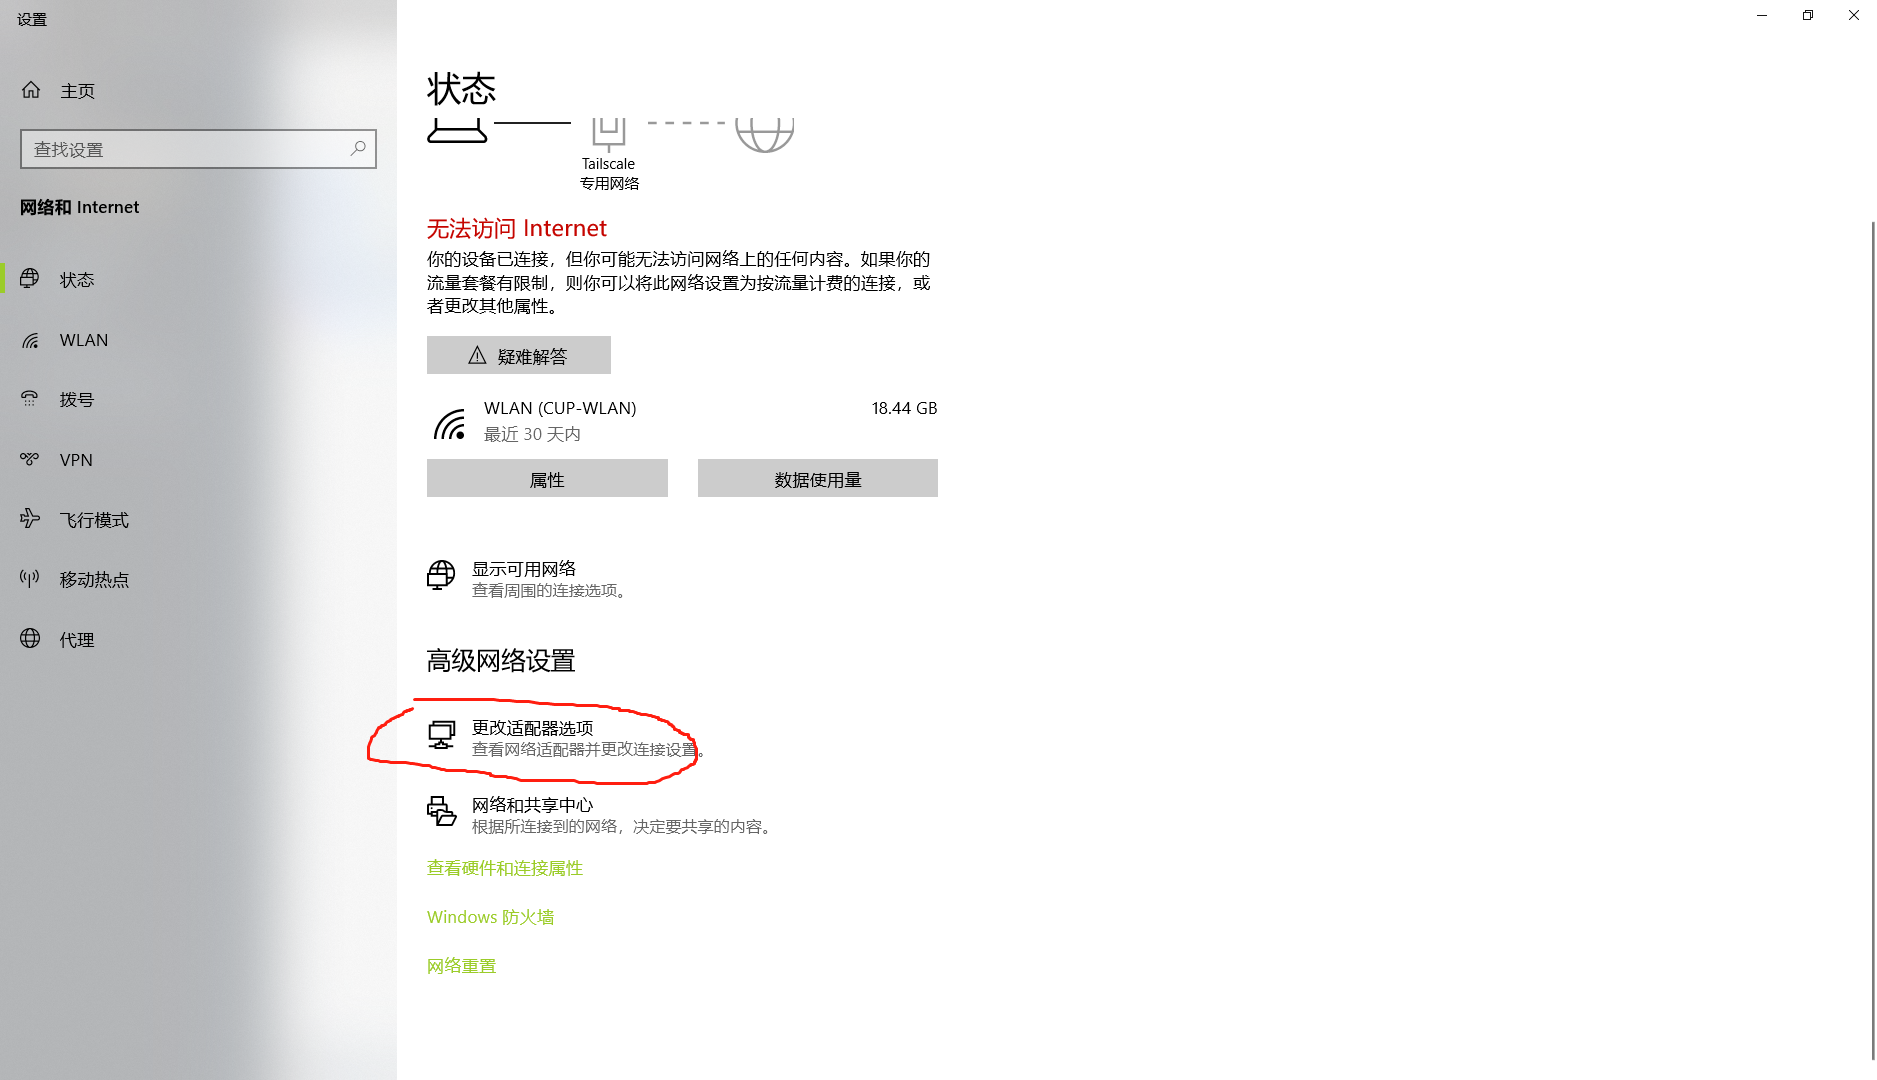 设置
主页
查找设置
网络和 Internet
状态
WLAN
拨号
VPN
飞行模式
移动热点
代理
状态
Tailscale
专用网络
无法访问 Internet
你的设备已连接，但你可能无法访问网络上的任何内容。如果你的
流量套餐有限制，则你可以将此网络设置为按流量计费的连接，或
者更改其他属性。
疑难解答
WLAN (CUP-WLAN)
18.44 GB
最近 30 天内
属性
数据使用量
显示可用网络
查看周围的连接选项。
高级网络设置
更改适配器选项
查看网络适配器并更改连接设置。
网络和共享中心
根据所连接到的网络，决定要共享的内容。
查看硬件和连接属性
Windows 防火墙
网络重置